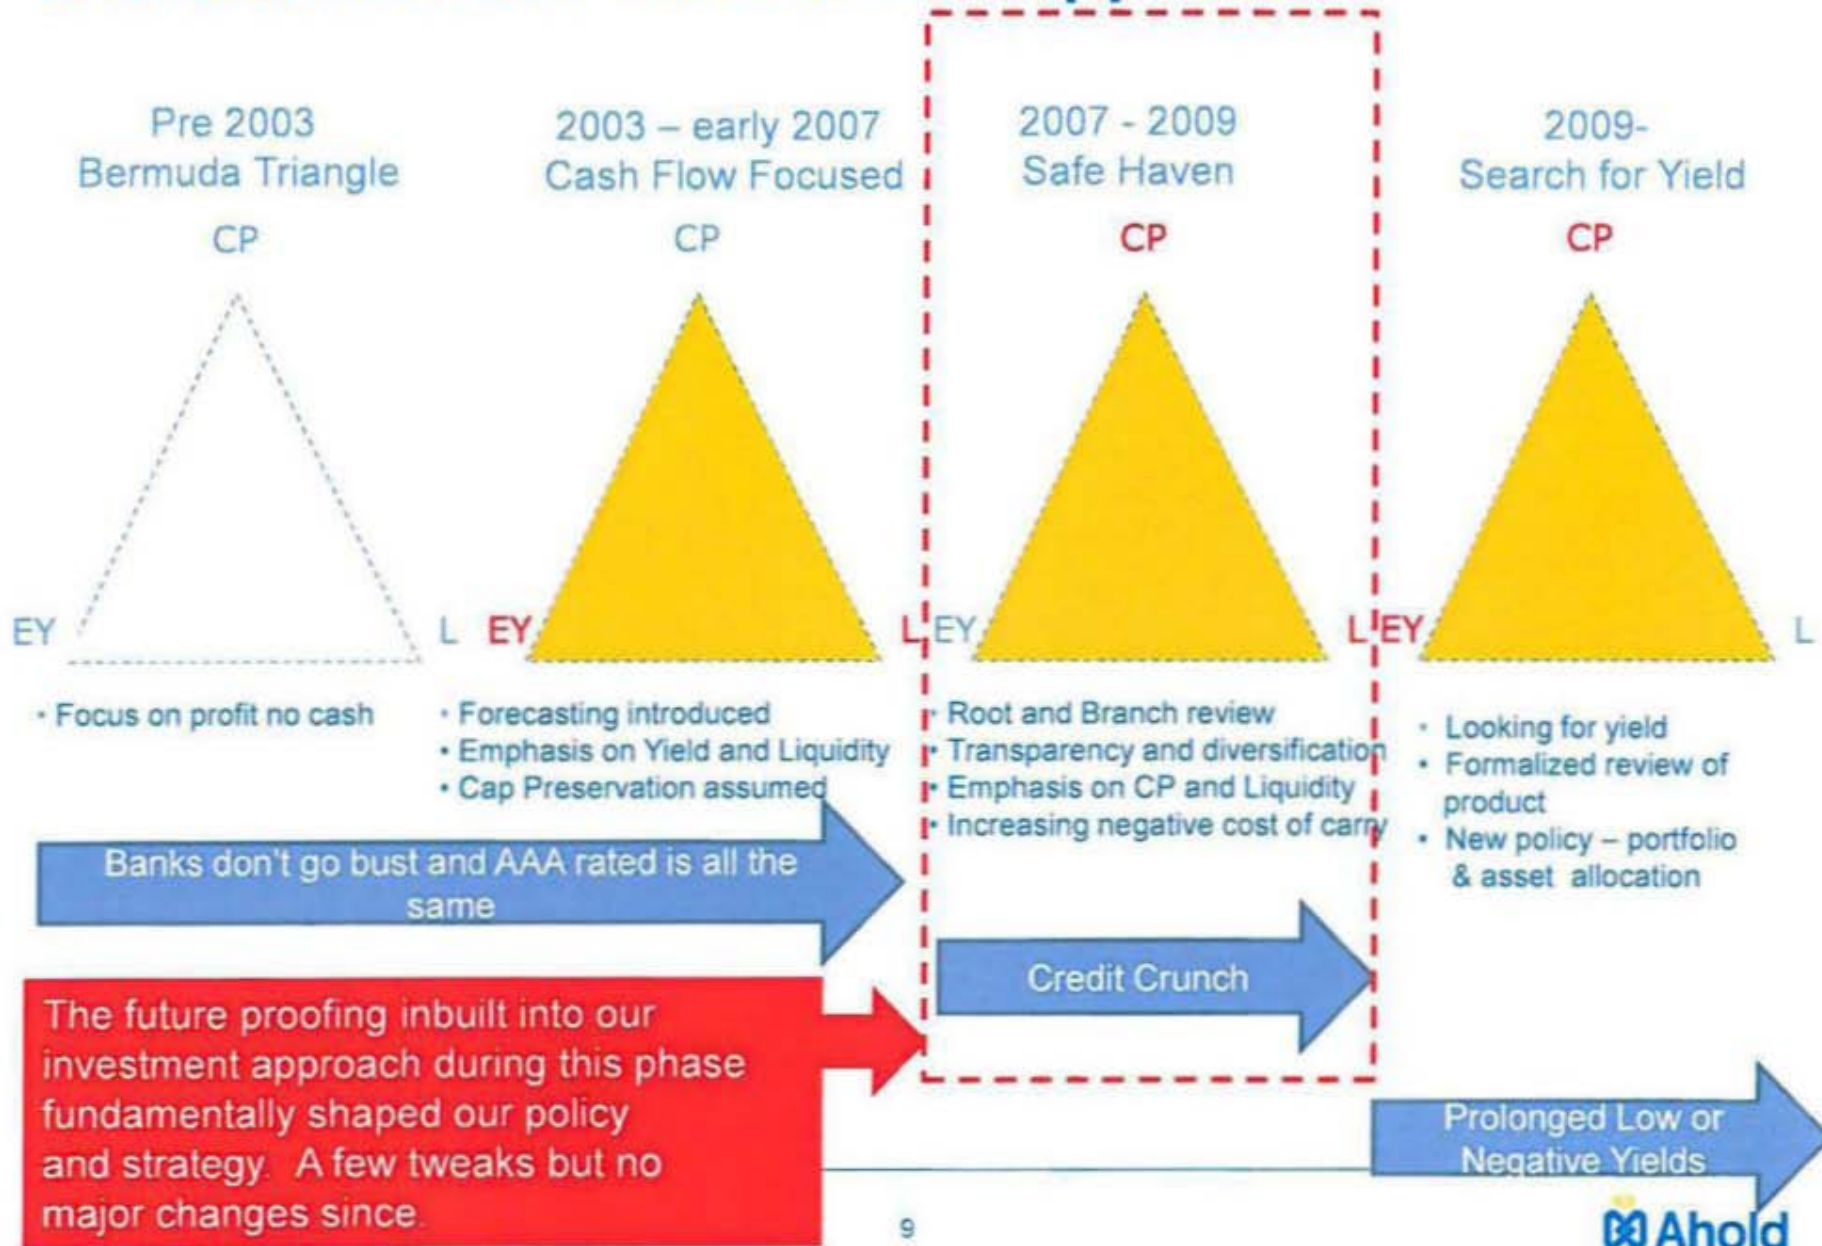 Pre 2003
Bermuda Triangle
CP
EY
L
• Focus on profit no cash
2003 – early 2007
Cash Flow Focused
CP
EY
L
• Forecasting introduced
• Emphasis on Yield and Liquidity
• Cap Preservation assumed
2007 - 2009
Safe Haven
CP
EY
L
• Root and Branch review
• Transparency and diversification
• Emphasis on CP and Liquidity
• Increasing negative cost of carry
2009-
Search for Yield
CP
EY
L
• Looking for yield
• Formalized review of
product
• New policy – portfolio
& asset allocation
Banks don't go bust and AAA rated is all the
same
Credit Crunch
The future proofing inbuilt into our
investment approach during this phase
fundamentally shaped our policy
and strategy. A few tweaks but no
major changes since.
Prolonged Low or
Negative Yields
9
Ahold